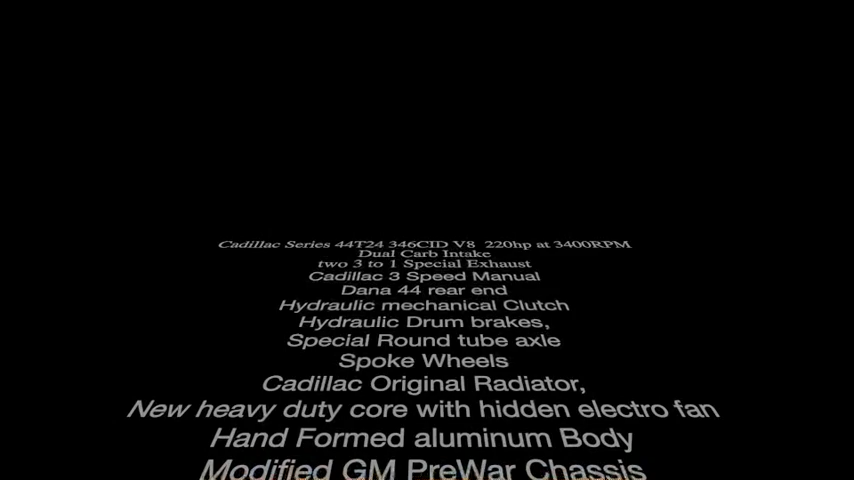 Cadillac Series 44T24 346CID V8 220hp at 3400RPM
Dual Carb Intake
two 3 to 1 Special Exhaust
Cadillac 3 Speed Manual
Dana 44 rear end
Hydraulic mechanical Clutch
Hydraulic Drum brakes,
Special Round tube axle
Spoke Wheels
Cadillac Original Radiator,
New heavy duty core with hidden electro fan
Hand Formed aluminum Body
Modified GM PreWar Chassis